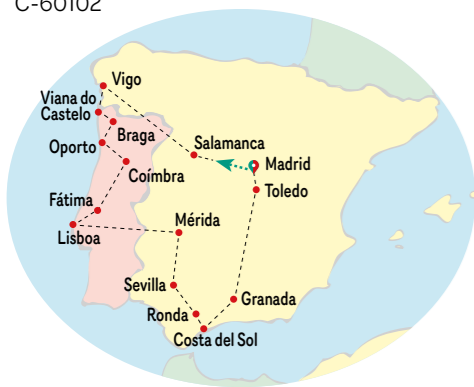 C-60102
Vigo
Viana do
Castelo
Braga
Oporto
Salamanca
Madrid
Coímbra
Toledo
Fátima
Mérida
Lisboa
Sevilla
Granada
Ronda
Costa del Sol